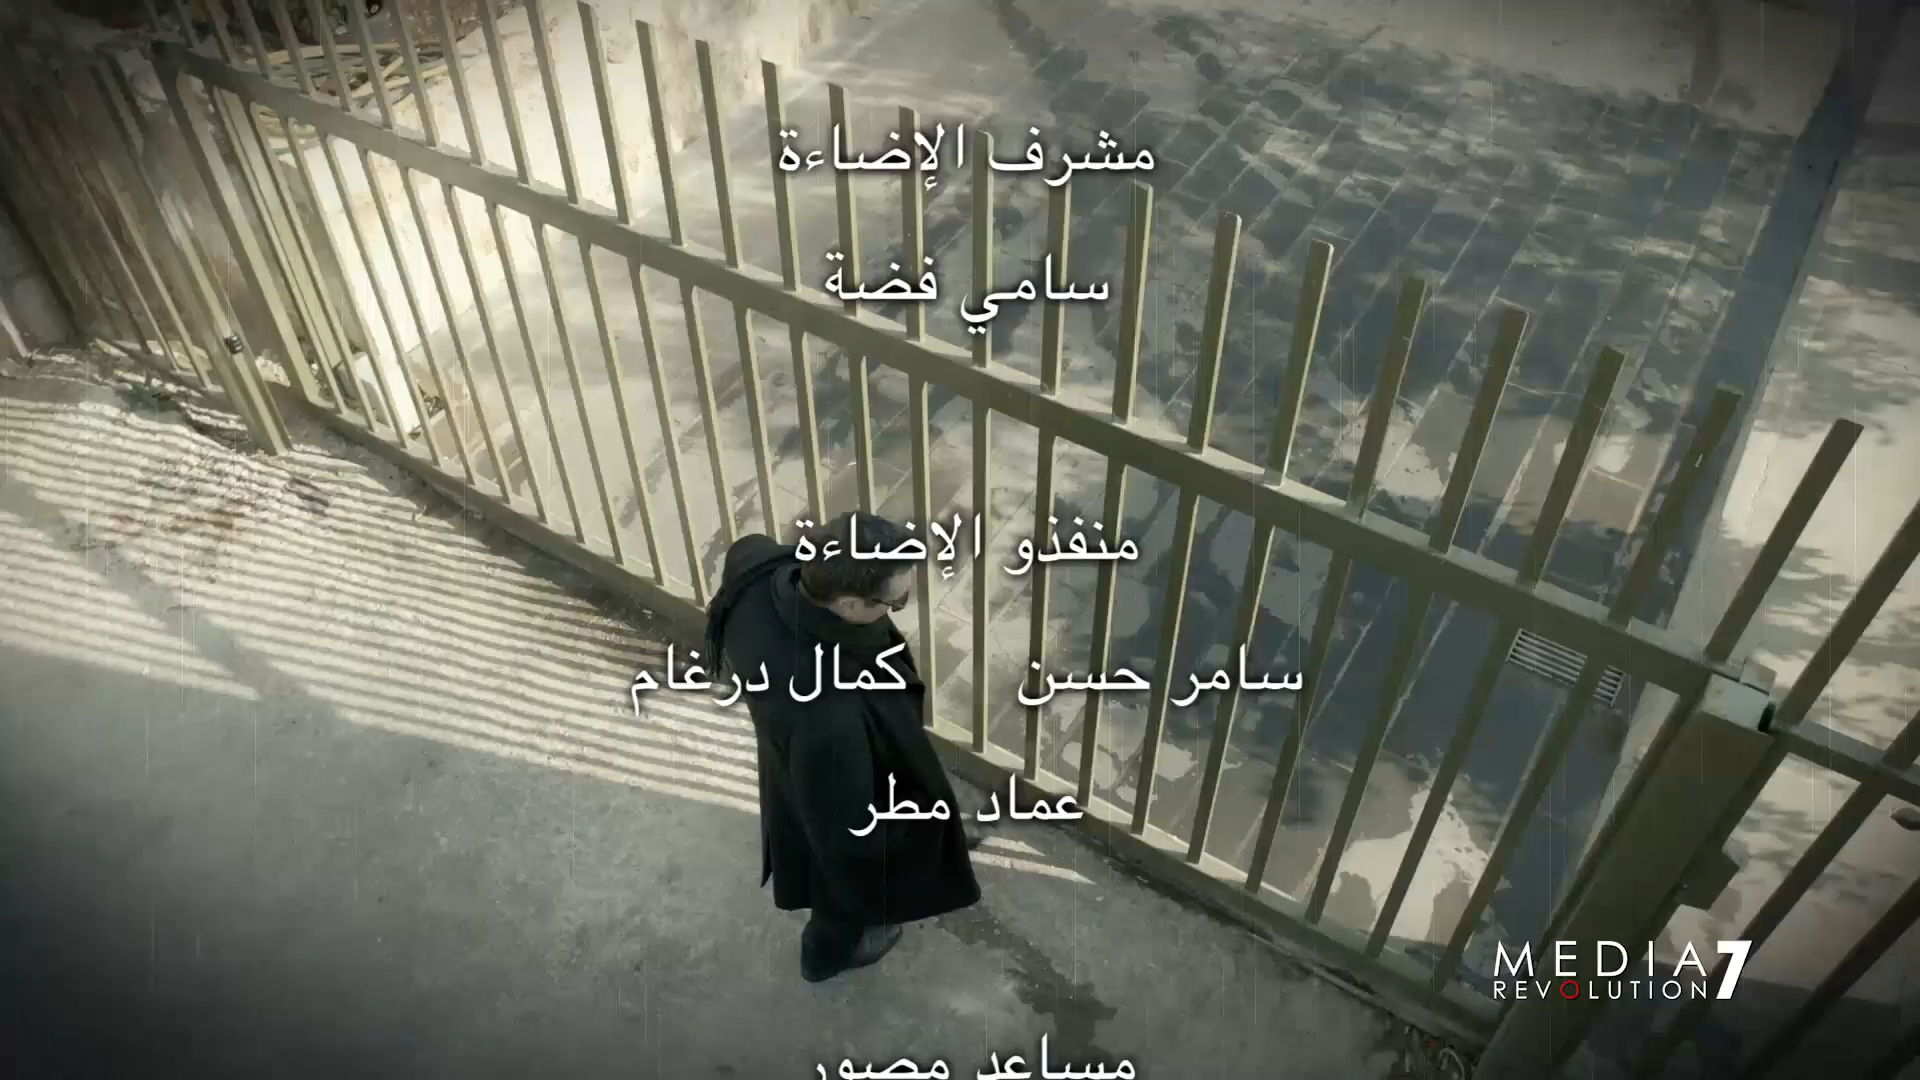 مشرف الإضاءة
سامي فضة
منفذو الإضاءة
سامر حسن كمال درغام
عماد مطر
مساعد مصور
MEDIA 7
REVOLUTION